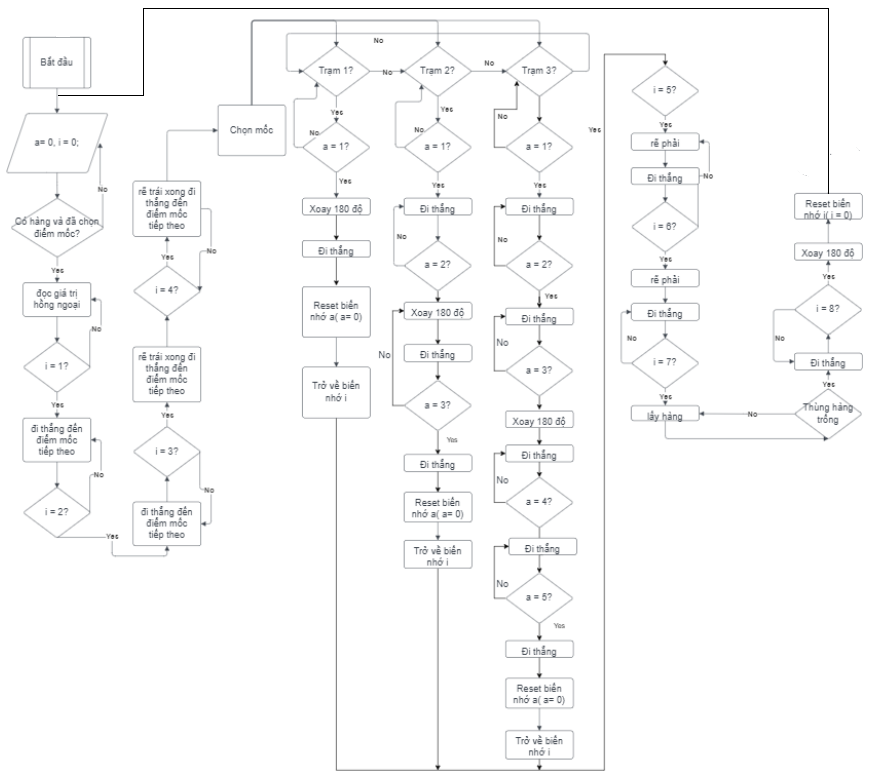 Bắt đầu
a= 0, i = 0;
No
Có hàng và đã chọn
điểm mốc?
Yes
đọc giá trị
hồng ngoại
No
i = 1?
Yes
đi thẳng đến
điểm mốc
tiếp theo
No
i = 2?
Yes
đi thẳng đến
điểm mốc
tiếp theo
No
i = 3?
Yes
rẽ trái xong đi
thẳng đến
điểm mốc
tiếp theo
i = 4?
No
Yes
rẽ trái xong đi
thẳng đến
điểm mốc
tiếp theo
Chọn mốc
No
Trạm 1?
No
Yes
No
a = 1?
Yes
Xoay 180 độ
Đi thẳng
Reset biến
nhớ a( a= 0)
Trở về biến
nhớ i
Trạm 2?
No
Yes
No
a = 1?
Yes
Đi thẳng
No
a = 2?
Xoay 180 độ
Đi thẳng
No
a = 3?
Yes
Đi thẳng
Reset biến
nhớ a( a= 0)
Trở về biến
nhớ i
Trạm 3?
No
Yes
a = 1?
Yes
Đi thẳng
No
a = 2?
Yes
Đi thẳng
No
a = 3?
Xoay 180 độ
Đi thẳng
No
a = 4?
Đi thẳng
No
a = 5?
Yes
Đi thẳng
Reset biến
nhớ a( a= 0)
Trở về biến
nhớ i
i = 5?
Yes
rẽ phải
Đi thẳng
No
i = 6?
Yes
rẽ phải
Đi thẳng
No
i = 7?
Yes
lấy hàng
No
Thùng hàng
trống
Yes
Đi thẳng
No
i = 8?
Yes
Xoay 180 độ
Reset biến
nhớ i( i = 0)